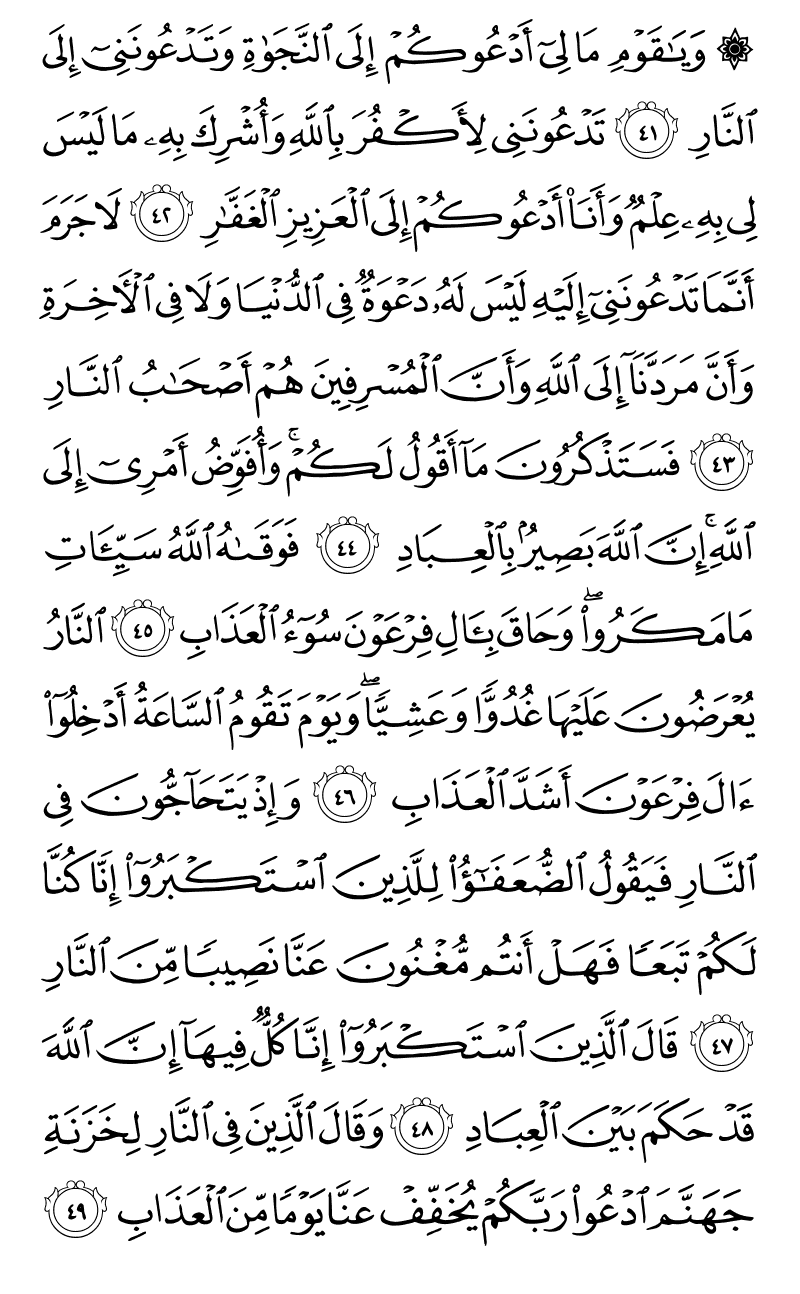 ۞ وَيَٰقَوْمِ مَا لِىٓ أَدْعُوكُمْ إِلَى ٱلنَّجَوٰةِ وَتَدْعُونَنِىٓ إِلَى
ٱلنَّارِ ٤١ تَدْعُونَنِى لِأَكْفُرَ بِٱللَّهِ وَأُشْرِكَ بِهِۦ مَا لَيْسَ
لِى بِهِۦ عِلْمٌ وَأَنَا۠ أَدْعُوكُمْ إِلَى ٱلْعَزِيزِ ٱلْغَفَّٰرِ ٤٢ لَا جَرَمَ
أَنَّمَا تَدْعُونَنِىٓ إِلَيْهِ لَيْسَ لَهُۥ دَعْوَةٌ فِى ٱلدُّنْيَا وَلَا فِى ٱلْأَخِرَةِ
وَأَنَّ مَرَدَّنَآ إِلَى ٱللَّهِ وَأَنَّ ٱلْمُسْرِفِينَ هُمْ أَصْحَٰبُ ٱلنَّارِ
٤٣ فَسَتَذْكُرُونَ مَآ أَقُولُ لَكُمْ ۚ وَأُفَوِّضُ أَمْرِىٓ إِلَى
ٱللَّهِ ۚ إِنَّ ٱللَّهَ بَصِيرٌۢ بِٱلْعِبَادِ ٤٤ فَوَقَىٰهُ ٱللَّهُ سَيِّـَٔاتِ
مَا مَكَرُوا۟ ۖ وَحَاقَ بِـَٔالِ فِرْعَوْنَ سُوٓءُ ٱلْعَذَابِ ٤٥ ٱلنَّارُ
يُعْرَضُونَ عَلَيْهَا غُدُوًّا وَعَشِيًّا ۖ وَيَوْمَ تَقُومُ ٱلسَّاعَةُ أَدْخِلُوٓا۟
ءَالَ فِرْعَوْنَ أَشَدَّ ٱلْعَذَابِ ٤٦ وَإِذْ يَتَحَآجُّونَ فِى
ٱلنَّارِ فَيَقُولُ ٱلضُّعَفَٰٓؤُا۟ لِلَّذِينَ ٱسْتَكْبَرُوٓا۟ إِنَّا كُنَّا
لَكُمْ تَبَعًا فَهَلْ أَنتُم مُّغْنُونَ عَنَّا نَصِيبًا مِّنَ ٱلنَّارِ
٤٧ قَالَ ٱلَّذِينَ ٱسْتَكْبَرُوٓا۟ إِنَّا كُلٌّ فِيهَآ إِنَّ ٱللَّهَ
قَدْ حَكَمَ بَيْنَ ٱلْعِبَادِ ٤٨ وَقَالَ ٱلَّذِينَ فِى ٱلنَّارِ لِخَزَنَةِ
جَهَنَّمَ ٱدْعُوا۟ رَبَّكُمْ يُخَفِّفْ عَنَّا يَوْمًا مِّنَ ٱلْعَذَابِ ٤٩